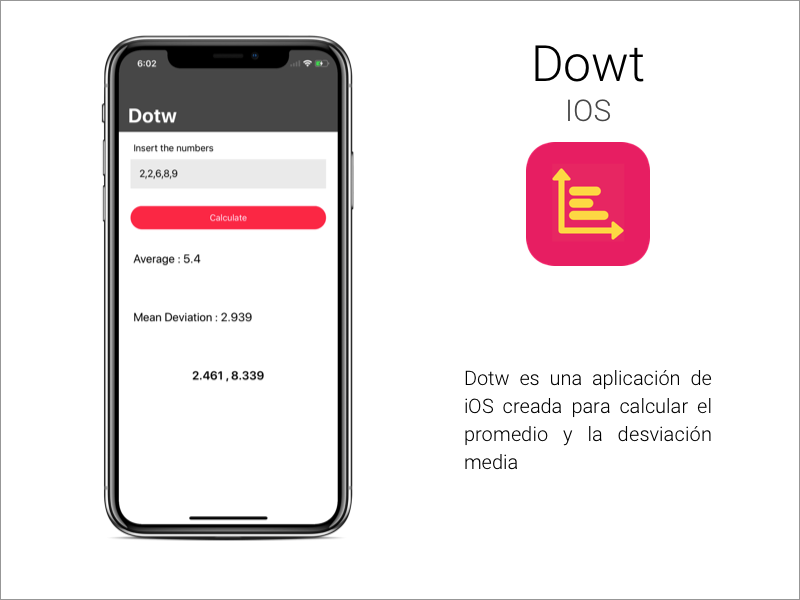 6:02
Dotw
Insert the numbers
2,2,6,8,9
Calculate
Average : 5.4
Mean Deviation : 2.939
2.461 , 8.339
Dowt
IOS
Dotw es una aplicación de
iOS creada para calcular el
promedio y la desviación
media